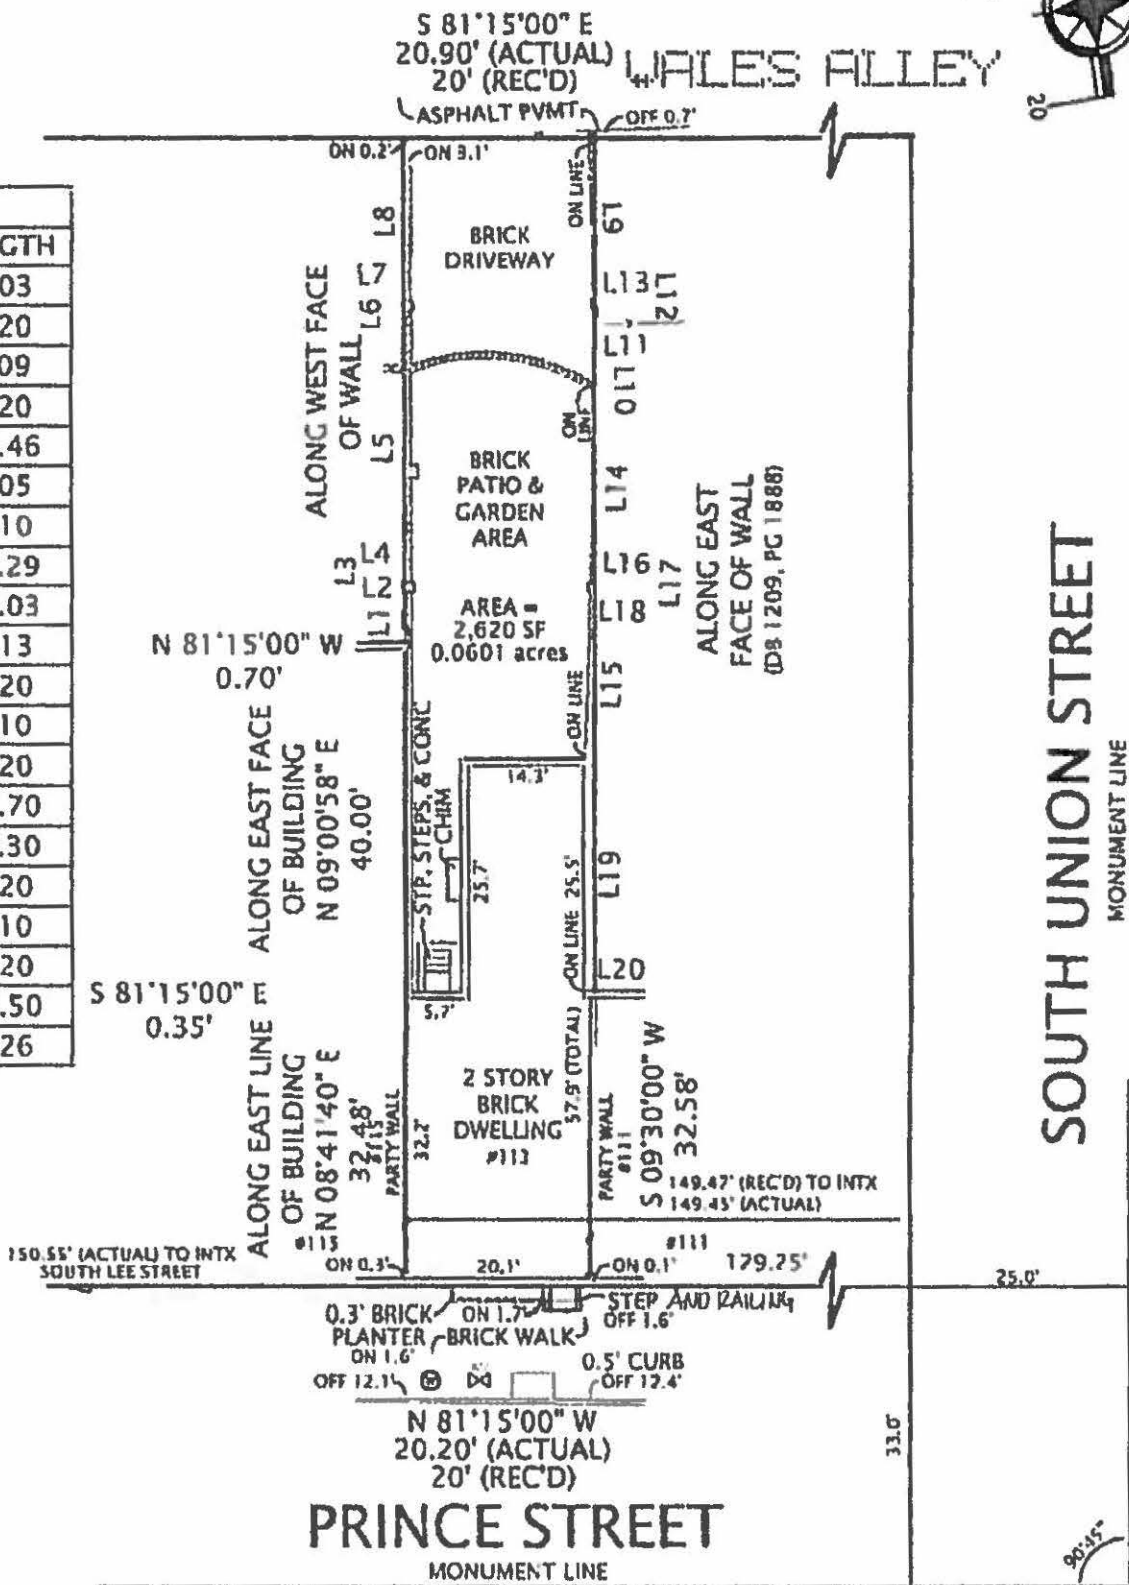 S 81°15'00" E
20.90' (ACTUAL)
20' (REC'D)
WALES ALLEY
20
ASPHALT PVMT
OFF 0.7'
ON 0.2'
ON 3.1'
ON LINE
L8
L9
BRICK
DRIVEWAY
L7
L6
L13
L12
L11
L10
ALONG WEST FACE
OF WALL
ON
LINE
L5
BRICK
PATIO &
GARDEN
AREA
L14
ALONG EAST
FACE OF WALL
(DB 1209, PG 1888)
L4
L3
L2
L1
L16
L17
L18
AREA =
2,620 SF
0.0601 acres
N 81°15'00" W
0.70'
L15
ON LINE
GTH
03
20
09
20
.46
05
10
.29
.03
13
20
10
20
.70
.30
20
10
20
.50
26
ALONG EAST FACE
OF BUILDING
N 09°00'58" E
40.00'
STP, STEPS, & CONC
CHIM
14.3'
25.7'
ON LINE 25.5'
L19
L20
S 81°15'00" E
0.35'
5.7'
ALONG EAST LINE
OF BUILDING
N 08°41'40" E
32.48'
#115
PARTY WALL
32.2'
2 STORY
BRICK
DWELLING
#113
57.9' (TOTAL)
PARTY WALL
#111
S 09°30'00" W
32.58'
149.47' (REC'D) TO INTX
149.45' (ACTUAL)
SOUTH UNION STREET
MONUMENT LINE
#115
#111
150.55' (ACTUAL) TO INTX
SOUTH LEE STREET
ON 0.3'
20.1'
ON 0.1'
129.25'
25.0'
0.3' BRICK
PLANTER
ON 1.7'
STEP AND RAILING
OFF 1.6'
BRICK WALK
ON 1.6'
0.5' CURB
OFF 12.1'
W
OFF 12.4'
N 81°15'00" W
20.20' (ACTUAL)
20' (REC'D)
33.0'
PRINCE STREET
MONUMENT LINE
90°45"